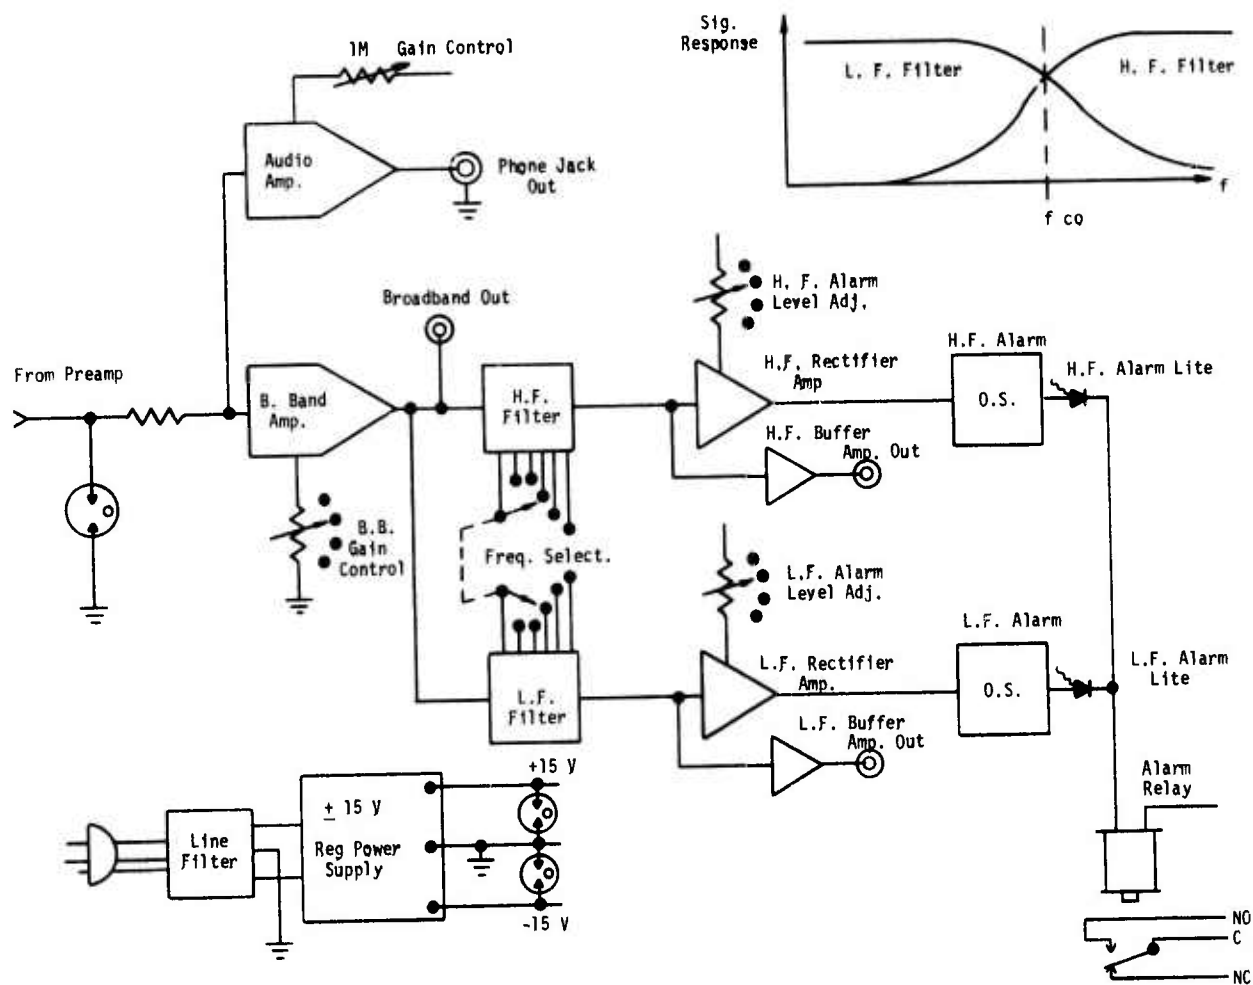 1M Gain Control
Audio
Amp.
Phone Jack
Out
Sig.
Response
L. F. Filter
H. F. Filter
f
f co
Broadband Out
From Preamp
B. Band
Amp.
B.B.
Gain
Control
H.F.
Filter
Freq. Select.
L.F.
Filter
H. F. Alarm
Level Adj.
H.F. Rectifier
Amp
H.F. Buffer
Amp. Out
H.F. Alarm
O.S.
H.F. Alarm Lite
L.F. Alarm
Level Adj.
L.F. Rectifier
Amp.
L.F. Buffer
Amp. Out
L.F. Alarm
O.S.
L.F. Alarm
Lite
Alarm
Relay
NO
C
NC
Line
Filter
± 15 V
Reg Power
Supply
+15 V
-15 V